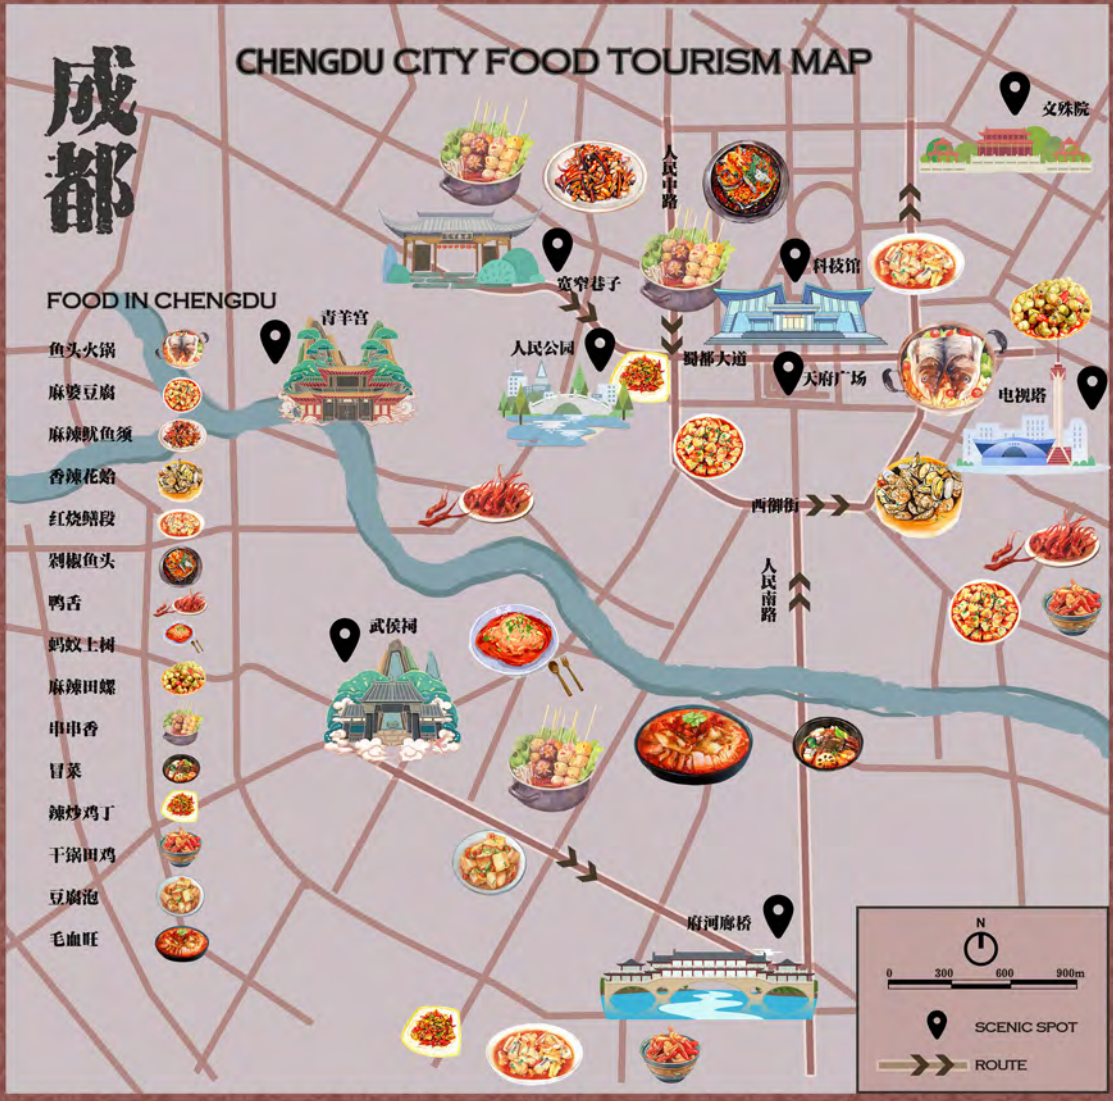 成都
CHENGDU CITY FOOD TOURISM MAP
文殊院
人民中路
科技馆
宽窄巷子
FOOD IN CHENGDU
青羊宫
人民公园
蜀都大道
天府广场
电视塔
鱼头火锅
麻婆豆腐
麻辣鱿鱼须
香辣花蛤
红烧鳝段
剁椒鱼头
鸭舌
蚂蚁上树
麻辣田螺
串串香
冒菜
辣炒鸡丁
干锅田鸡
豆腐泡
毛血旺
西御街
人民南路
武侯祠
府河廊桥
N
0 300 600 900m
SCENIC SPOT
ROUTE